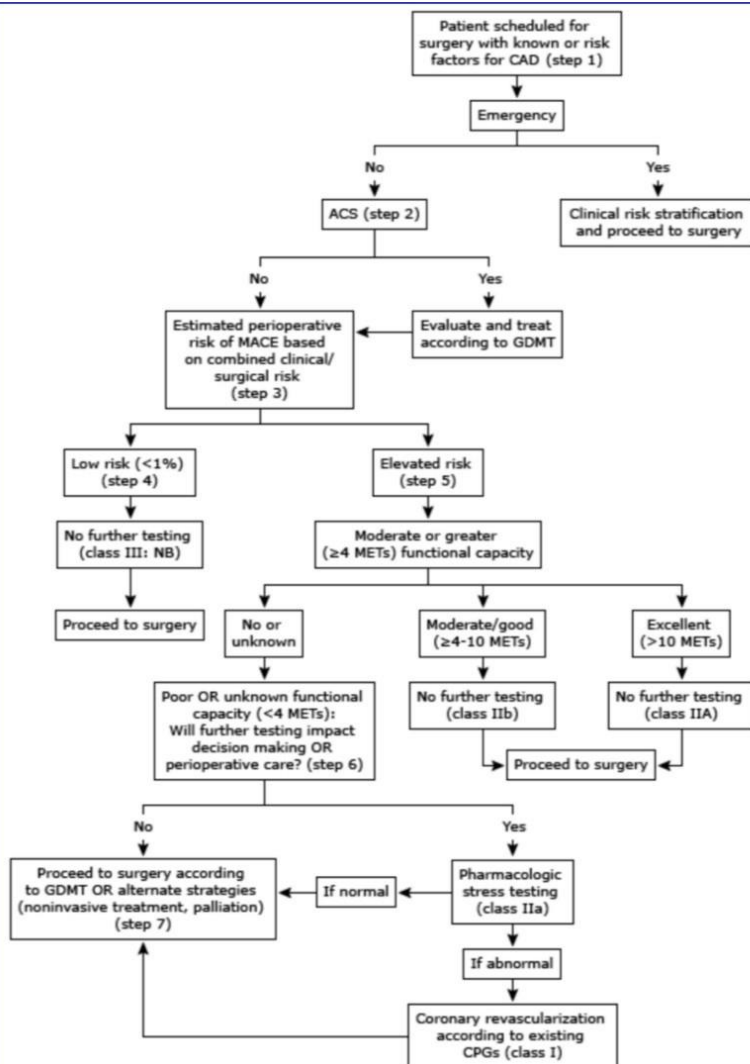 Patient scheduled for
surgery with known or risk
factors for CAD (step 1)
Emergency
No
Yes
ACS (step 2)
Clinical risk stratification
and proceed to surgery
No
Yes
Estimated perioperative
risk of MACE based
on combined clinical/
surgical risk
(step 3)
Evaluate and treat
according to GDMT
Low risk (<1%)
(step 4)
Elevated risk
(step 5)
No further testing
(class III: NB)
Moderate or greater
(≥4 METs) functional capacity
Proceed to surgery
No or
unknown
Moderate/good
(≥4-10 METs)
Excellent
(>10 METs)
Poor OR unknown functional
capacity (<4 METs):
Will further testing impact
decision making OR
perioperative care? (step 6)
No further testing
(class IIb)
No further testing
(class IIA)
Proceed to surgery
No
Yes
Proceed to surgery according
to GDMT OR alternate strategies
(noninvasive treatment, palliation)
(step 7)
If normal
Pharmacologic
stress testing
(class IIa)
If abnormal
Coronary revascularization
according to existing
CPGs (class I)